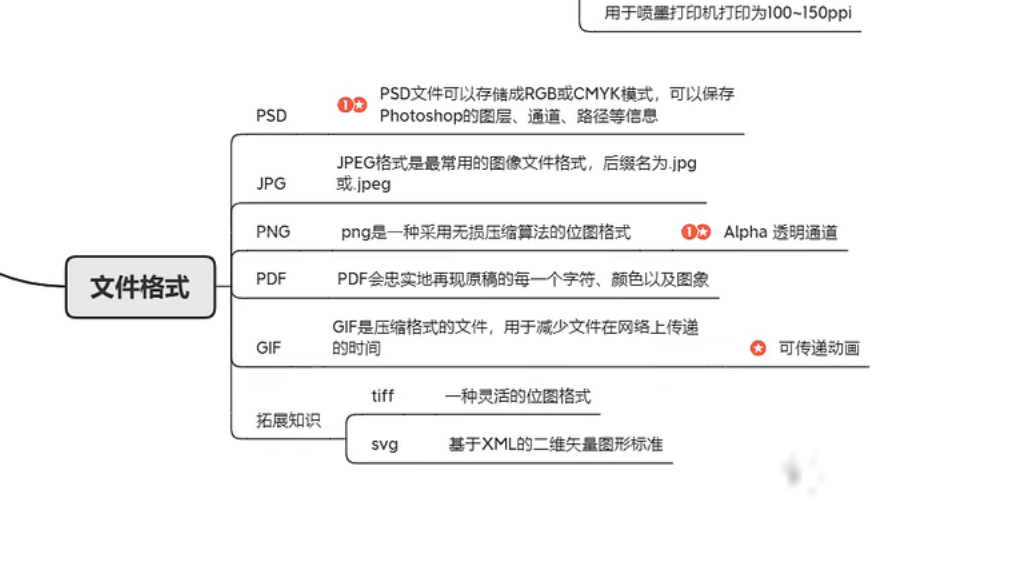 用于喷墨打印机打印为100~150ppi
PSD
PSD文件可以存储成RGB或CMYK模式，可以保存
Photoshop的图层、通道、路径等信息
JPG
JPEG格式是最常用的图像文件格式，后缀名为.jpg
或.jpeg
PNG png是一种采用无损压缩算法的位图格式 1 Alpha 透明通道
文件格式
PDF PDF会忠实地再现原稿的每一个字符、颜色以及图象
GIF
GIF是压缩格式的文件，用于减少文件在网络上传递
的时间
可传递动画
拓展知识
tiff 一种灵活的位图格式
svg 基于XML的二维矢量图形标准